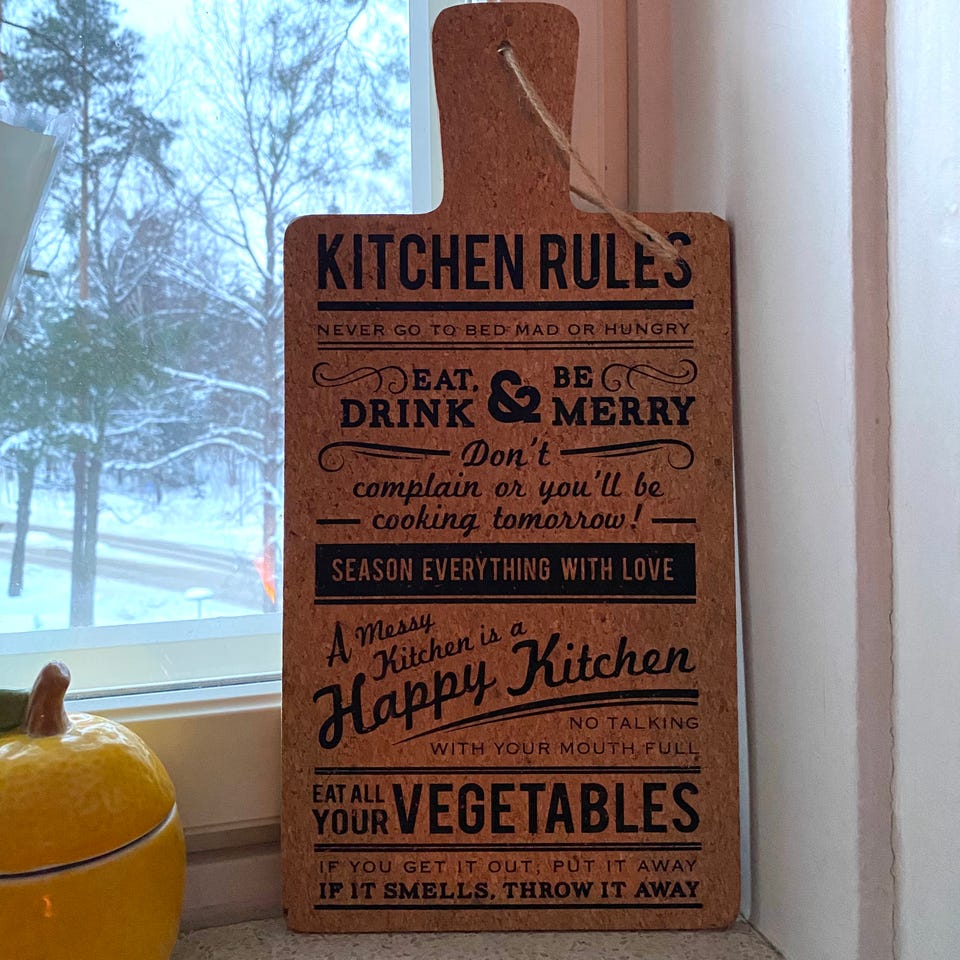 KITCHEN RULES
NEVER GO TO BED MAD OR HUNGRY
EAT, & BE
DRINK MERRY
Don't
complain or you'll be
cooking tomorrow!
SEASON EVERYTHING WITH LOVE
A Messy
Kitchen is a
Happy Kitchen
NO TALKING
WITH YOUR MOUTH FULL
EAT ALL
YOUR VEGETABLES
IF YOU GET IT OUT, PUT IT AWAY
IF IT SMELLS, THROW IT AWAY